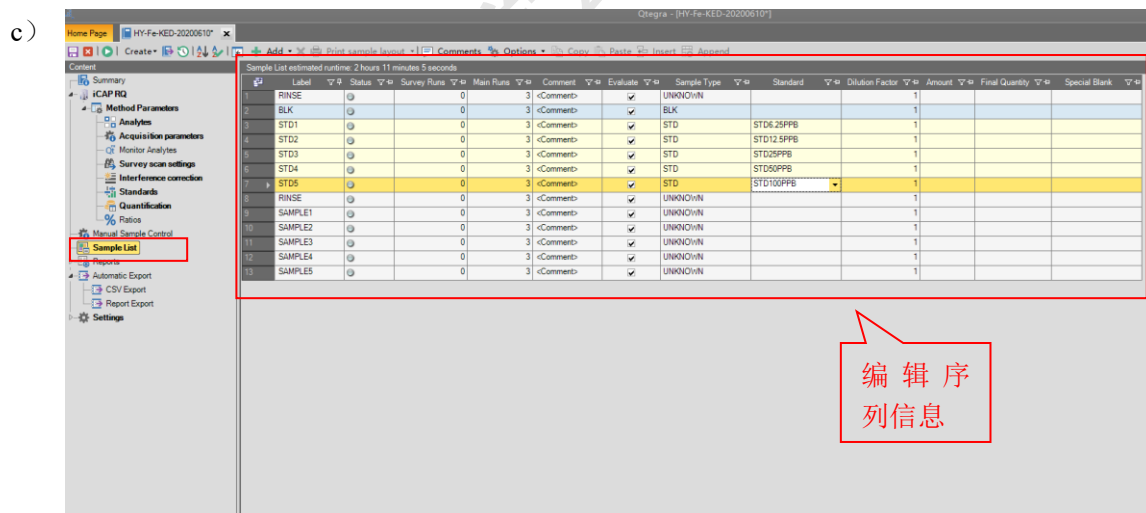 c）
Qtegra - [HY-Fe-KED-20200610*]
Home Page HY-Fe-KED-20200610* x
Create Add Print sample layout Comments Options Copy Paste Insert Append
Content
Summary
iCAP RQ
Method Parameters
Analytes
Acquisition parameters
Monitor Analytes
Survey scan settings
Interference correction
Standards
Quantification
Ratios
Manual Sample Control
Sample List
Reports
Automatic Export
CSV Export
Report Export
Settings
Sample List estimated runtime: 2 hours 11 minutes 5 seconds
Label Status Survey Runs Main Runs Comment Evaluate Sample Type Standard Dilution Factor Amount Final Quantity Special Blank
1 RINSE 0 3 <Comment> UNKNOWN 1
2 BLK 0 3 <Comment> BLK 1
3 STD1 0 3 <Comment> STD STD6.25PPB 1
4 STD2 0 3 <Comment> STD STD12.5PPB 1
5 STD3 0 3 <Comment> STD STD25PPB 1
6 STD4 0 3 <Comment> STD STD50PPB 1
7 STD5 0 3 <Comment> STD STD100PPB 1
8 RINSE 0 3 <Comment> UNKNOWN 1
9 SAMPLE1 0 3 <Comment> UNKNOWN 1
10 SAMPLE2 0 3 <Comment> UNKNOWN 1
11 SAMPLE3 0 3 <Comment> UNKNOWN 1
12 SAMPLE4 0 3 <Comment> UNKNOWN 1
13 SAMPLE5 0 3 <Comment> UNKNOWN 1
编辑序
列信息